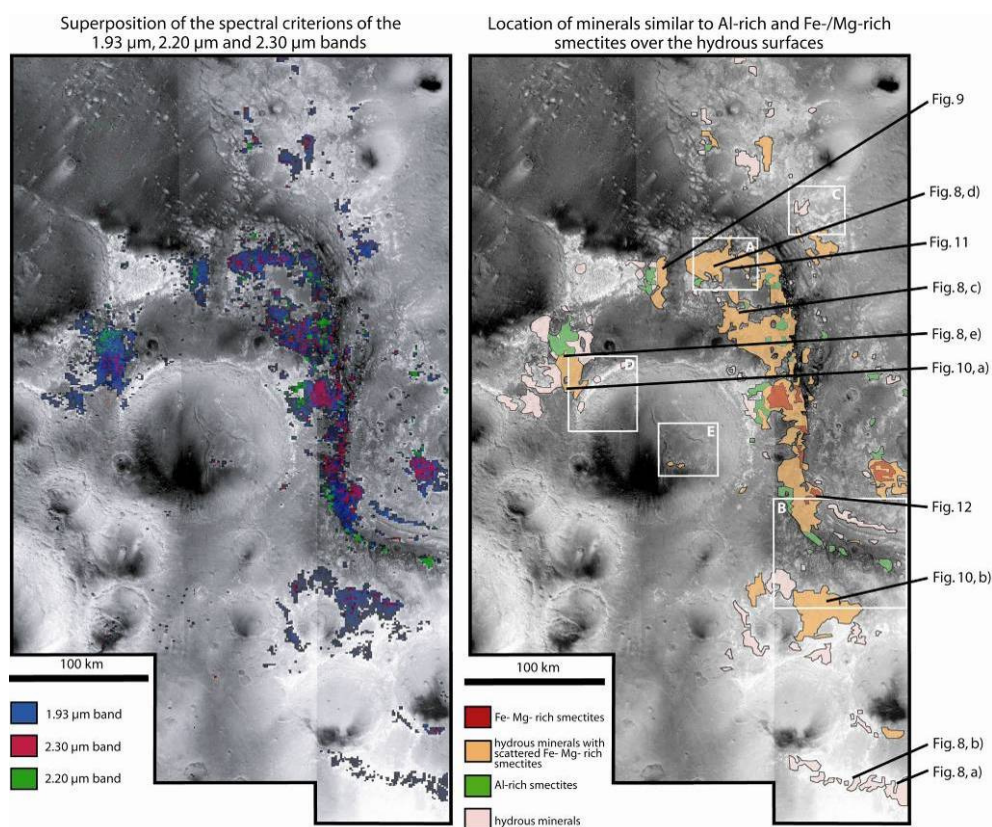 Superposition of the spectral criterions of the
1.93 µm, 2.20 µm and 2.30 µm bands
100 km
1.93 µm band
2.30 µm band
2.20 µm band
Location of minerals similar to Al-rich and Fe-/Mg-rich
smectites over the hydrous surfaces
C
A
D
E
B
Fig. 9
Fig. 8, d)
Fig. 11
Fig. 8, c)
Fig. 8, e)
Fig. 10, a)
Fig. 12
Fig. 10, b)
Fig. 8, b)
Fig. 8, a)
100 km
Fe- Mg- rich smectites
hydrous minerals with
scattered Fe- Mg- rich
smectites
Al-rich smectites
hydrous minerals